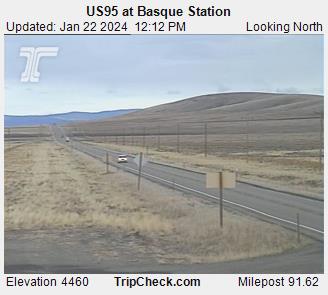 US95 at Basque Station
Updated: Jan 22 2024 12:12 PM Looking North
Elevation 4460 TripCheck.com Milepost 91.62